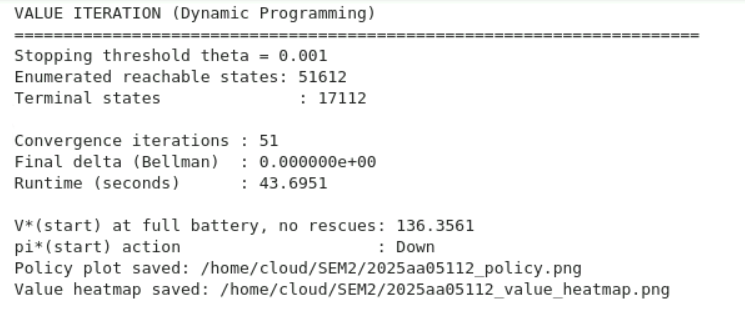 VALUE ITERATION (Dynamic Programming)
======================================================================
Stopping threshold theta = 0.001
Enumerated reachable states: 51612
Terminal states             : 17112
Convergence iterations : 51
Final delta (Bellman)  : 0.000000e+00
Runtime (seconds)      : 43.6951
V*(start) at full battery, no rescues: 136.3561
pi*(start) action                    : Down
Policy plot saved: /home/cloud/SEM2/2025aa05112_policy.png
Value heatmap saved: /home/cloud/SEM2/2025aa05112_value_heatmap.png